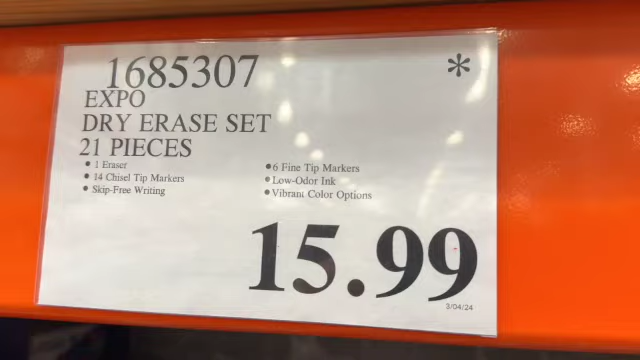 1685307 *
EXPO
DRY ERASE SET
21 PIECES
• 1 Eraser
• 14 Chisel Tip Markers
• Skip-Free Writing
• 6 Fine Tip Markers
• Low-Odor Ink
• Vibrant Color Options
15.99
3/04/24